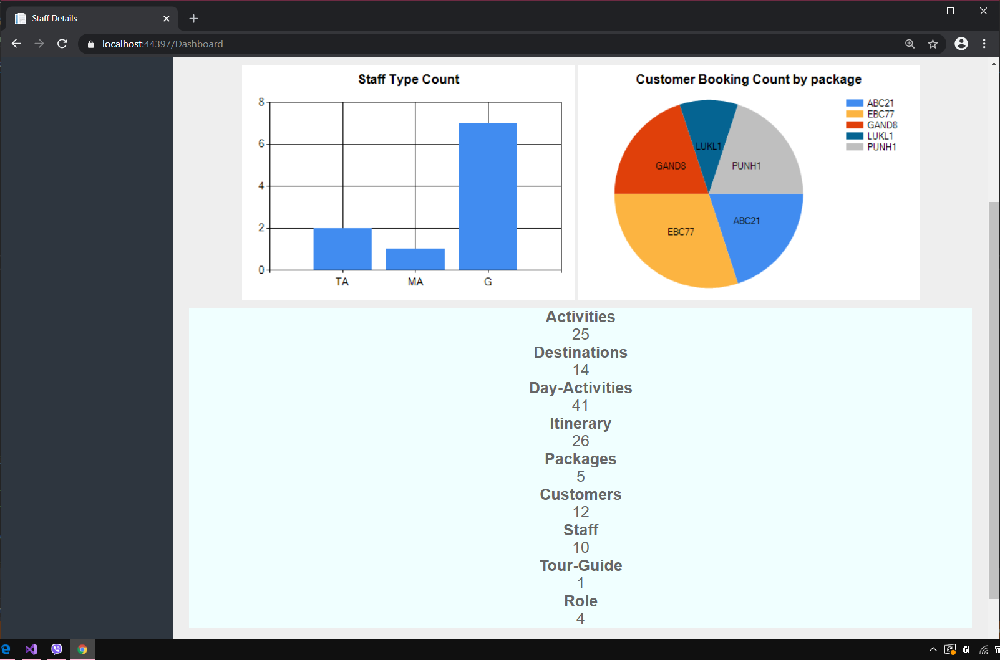 Staff Details
localhost:44397/Dashboard
Staff Type Count
8
6
4
2
0
TA
MA
G
Customer Booking Count by package
ABC21
EBC77
GAND8
LUKL1
PUNH1
LUKL1
GAND8
PUNH1
ABC21
EBC77
Activities
25
Destinations
14
Day-Activities
41
Itinerary
26
Packages
5
Customers
12
Staff
10
Tour-Guide
1
Role
4